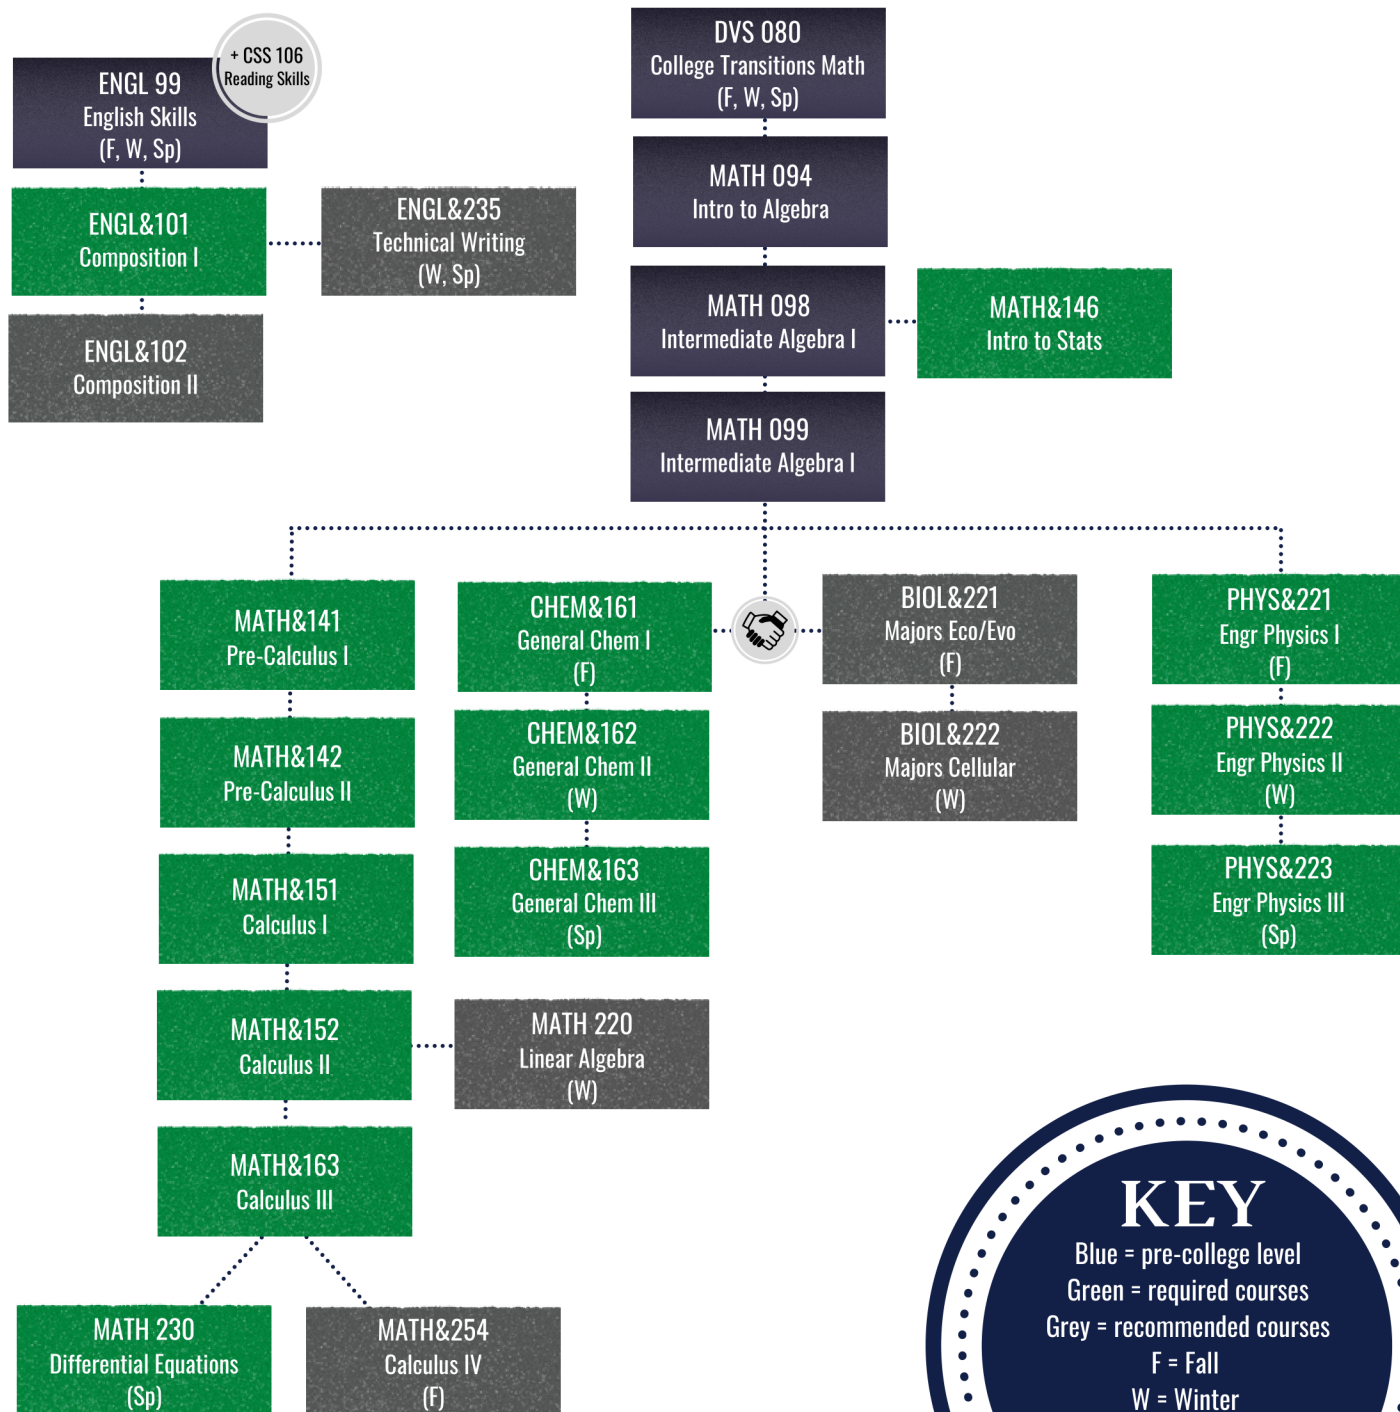 + CSS 106
Reading Skills
ENGL 99
English Skills
(F, W, Sp)
ENGL&101
Composition I
ENGL&235
Technical Writing
(W, Sp)
ENGL&102
Composition II
DVS 080
College Transitions Math
(F, W, Sp)
MATH 094
Intro to Algebra
MATH 098
Intermediate Algebra I
MATH&146
Intro to Stats
MATH 099
Intermediate Algebra I
MATH&141
Pre-Calculus I
MATH&142
Pre-Calculus II
MATH&151
Calculus I
MATH&152
Calculus II
MATH 220
Linear Algebra
(W)
MATH&163
Calculus III
MATH 230
Differential Equations
(Sp)
MATH&254
Calculus IV
(F)
CHEM&161
General Chem I
(F)
CHEM&162
General Chem II
(W)
CHEM&163
General Chem III
(Sp)
BIOL&221
Majors Eco/Evo
(F)
BIOL&222
Majors Cellular
(W)
PHYS&221
Engr Physics I
(F)
PHYS&222
Engr Physics II
(W)
PHYS&223
Engr Physics III
(Sp)
KEY
Blue = pre-college level
Green = required courses
Grey = recommended courses
F = Fall
W = Winter